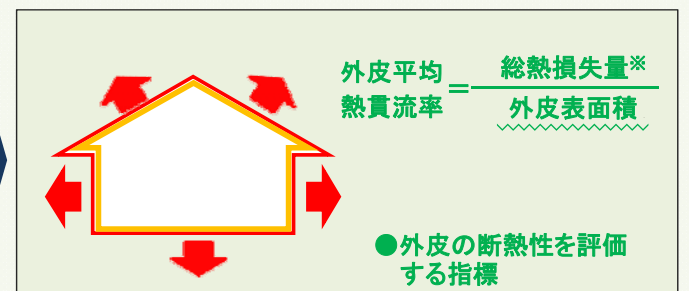 外皮平均
熱貫流率
=
総熱損失量※
外皮表面積
●外皮の断熱性を評価
する指標